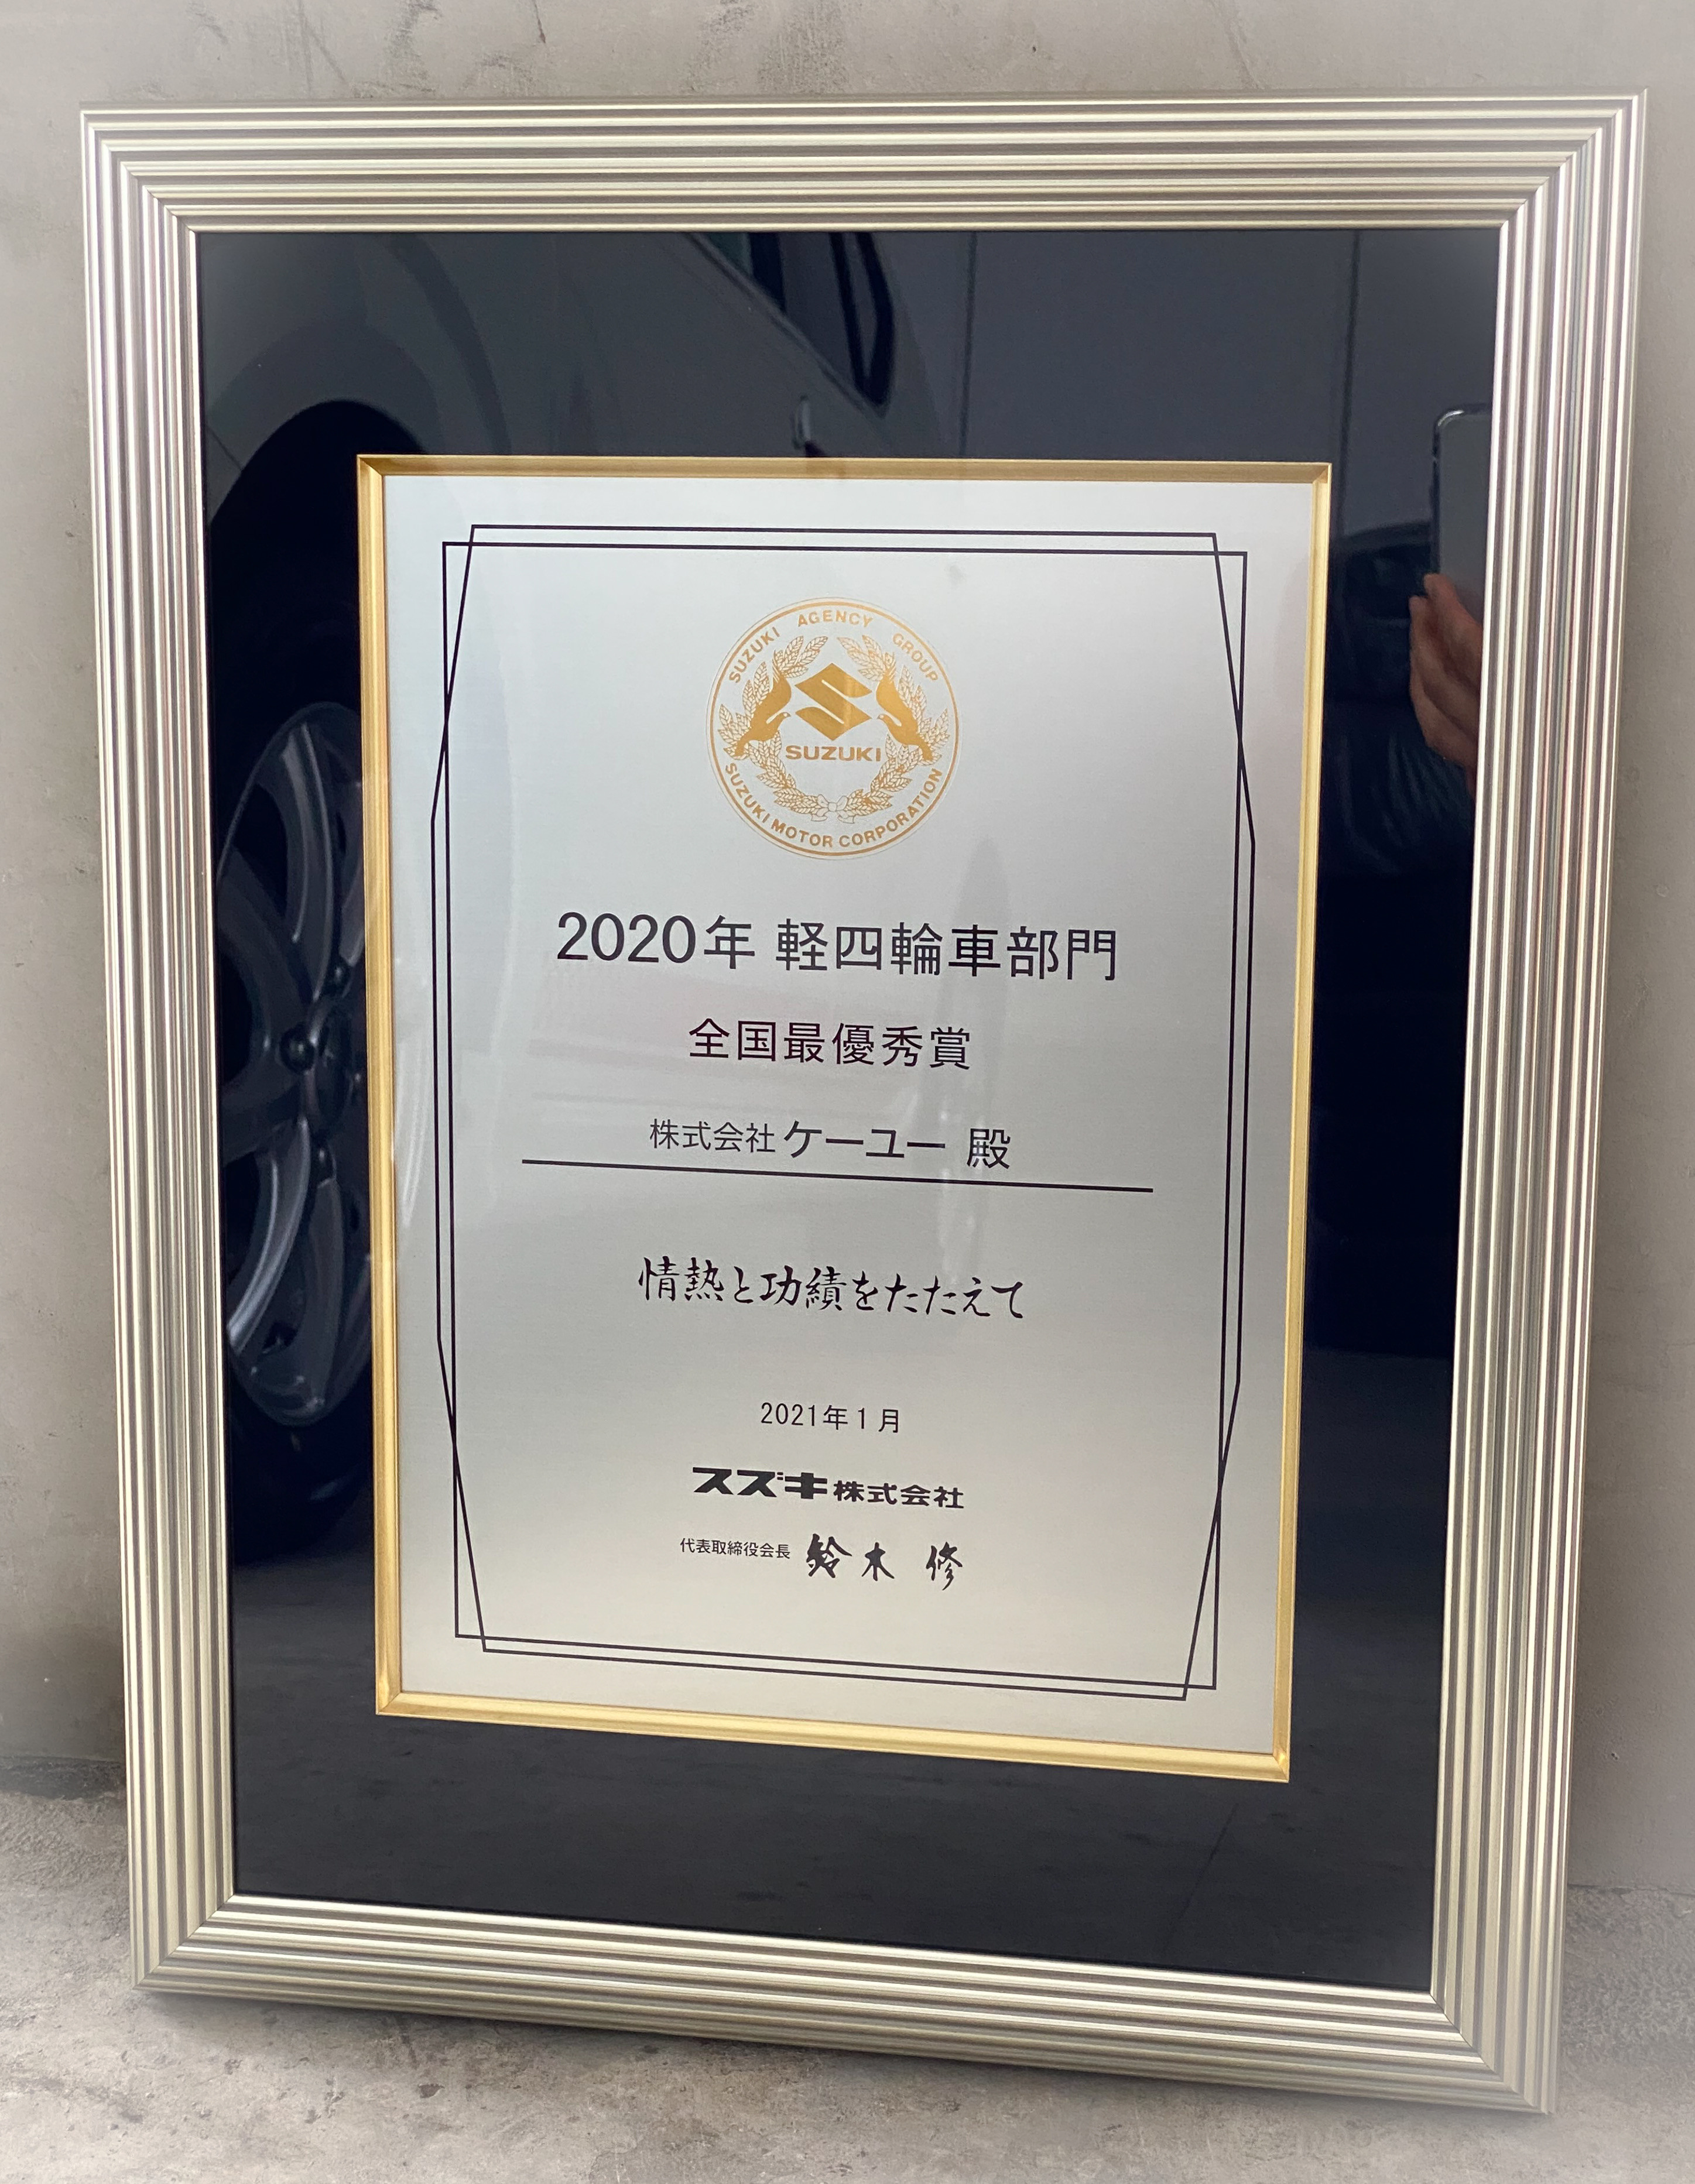 SUZUKI AGENCY GROUP
SUZUKI
SUZUKI MOTOR CORPORATION
2020年 軽四輪車部門
全国最優秀賞
株式会社 ケーユー 殿
情熱と功績をたたえて
2021年1月
スズキ株式会社
代表取締役会長 鈴木 修